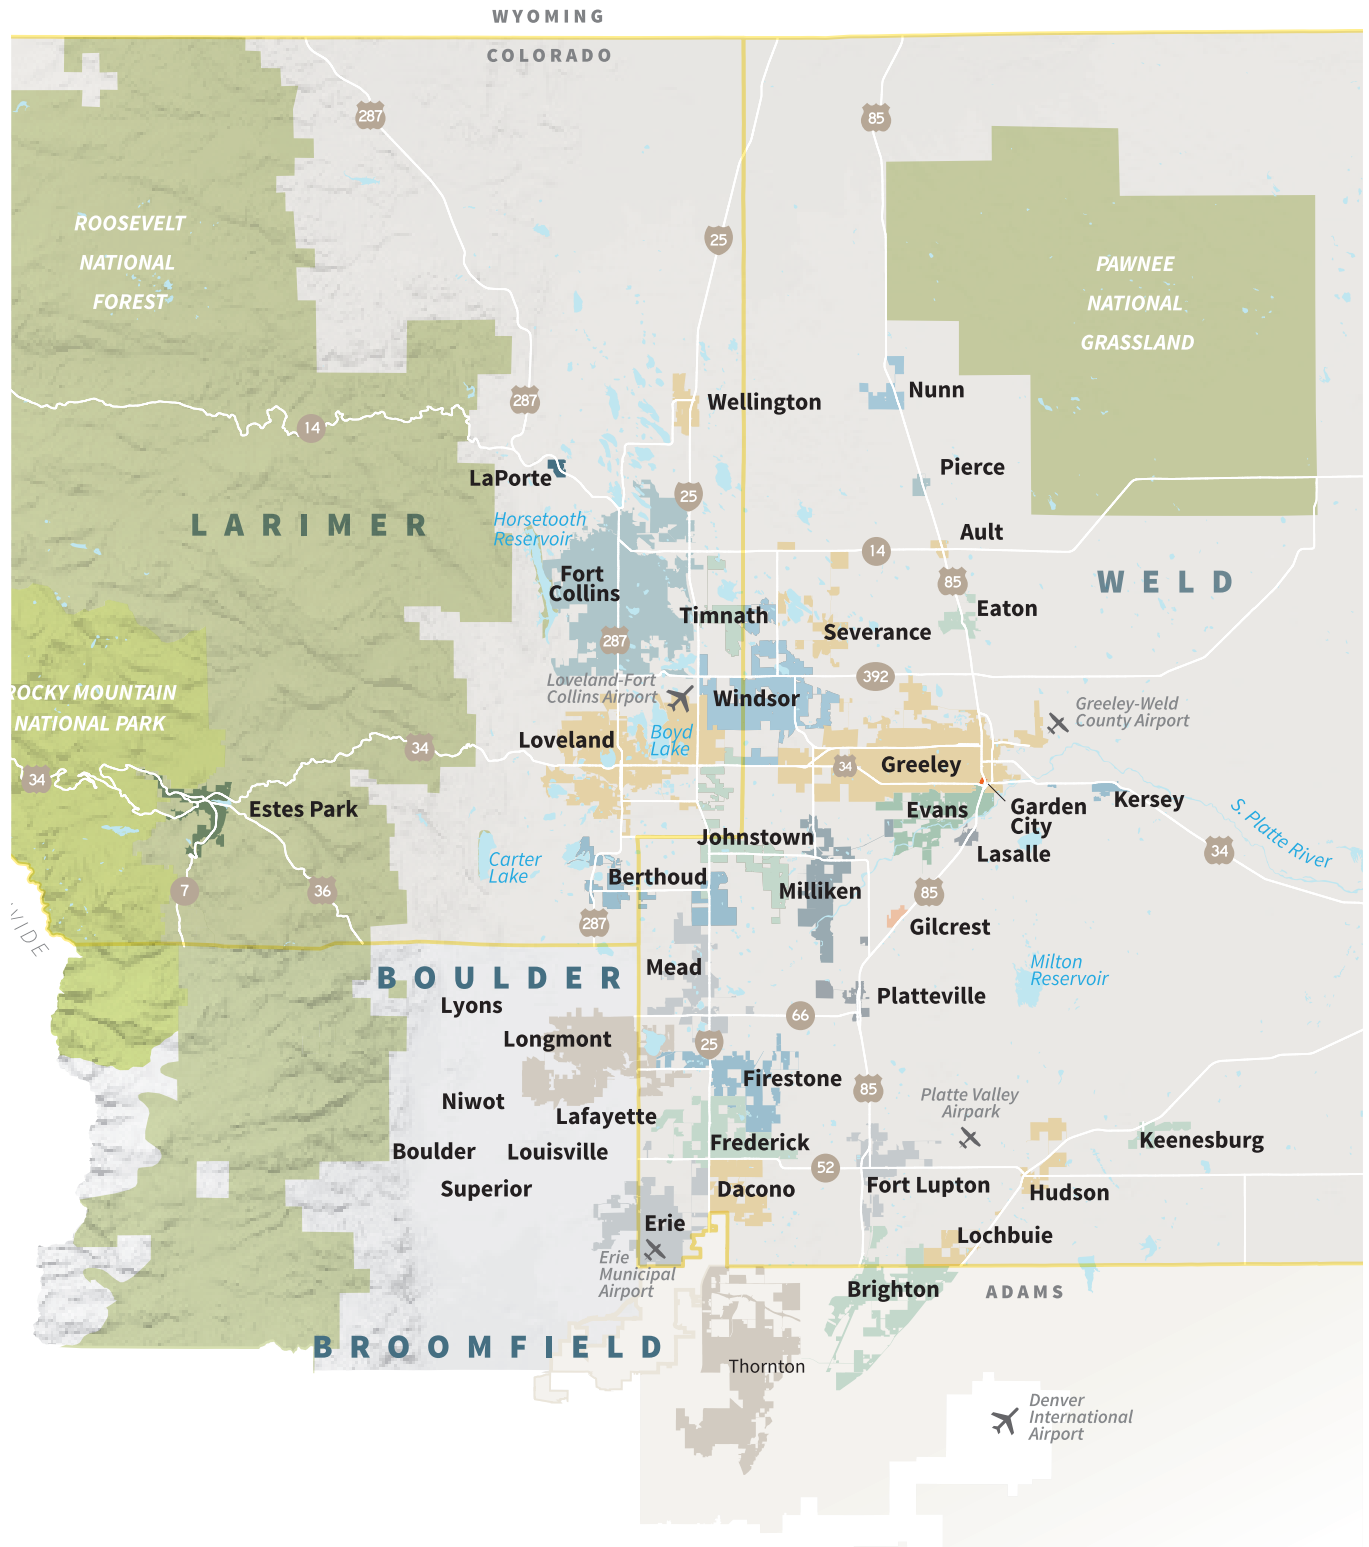 WYOMING
COLORADO
287
85
25
ROOSEVELT
NATIONAL
FOREST
PAWNEE
NATIONAL
GRASSLAND
287
Wellington
Nunn
14
LaPorte
Pierce
25
Horsetooth
Reservoir
LARIMER
Ault
14
WELD
85
Fort
Collins
Timnath
Eaton
Severance
287
392
ROCKY MOUNTAIN
NATIONAL PARK
Loveland-Fort
Collins Airport
Windsor
Greeley-Weld
County Airport
Boyd
Lake
Loveland
34
34
Greeley
34
Estes Park
Evans
Garden
City
Kersey
S. Platte River
Johnstown
Lasalle
34
Carter
Lake
Berthoud
Milliken
7
36
85
287
Gilcrest
VIDE
Mead
Milton
Reservoir
BOULDER
Lyons
Platteville
66
Longmont
25
Firestone
85
Niwot
Platte Valley
Airpark
Lafayette
Frederick
Keenesburg
Boulder
Louisville
52
Superior
Dacono
Fort Lupton
Hudson
Erie
Lochbuie
Erie
Municipal
Airport
Brighton
ADAMS
BROOMFIELD
Thornton
Denver
International
Airport